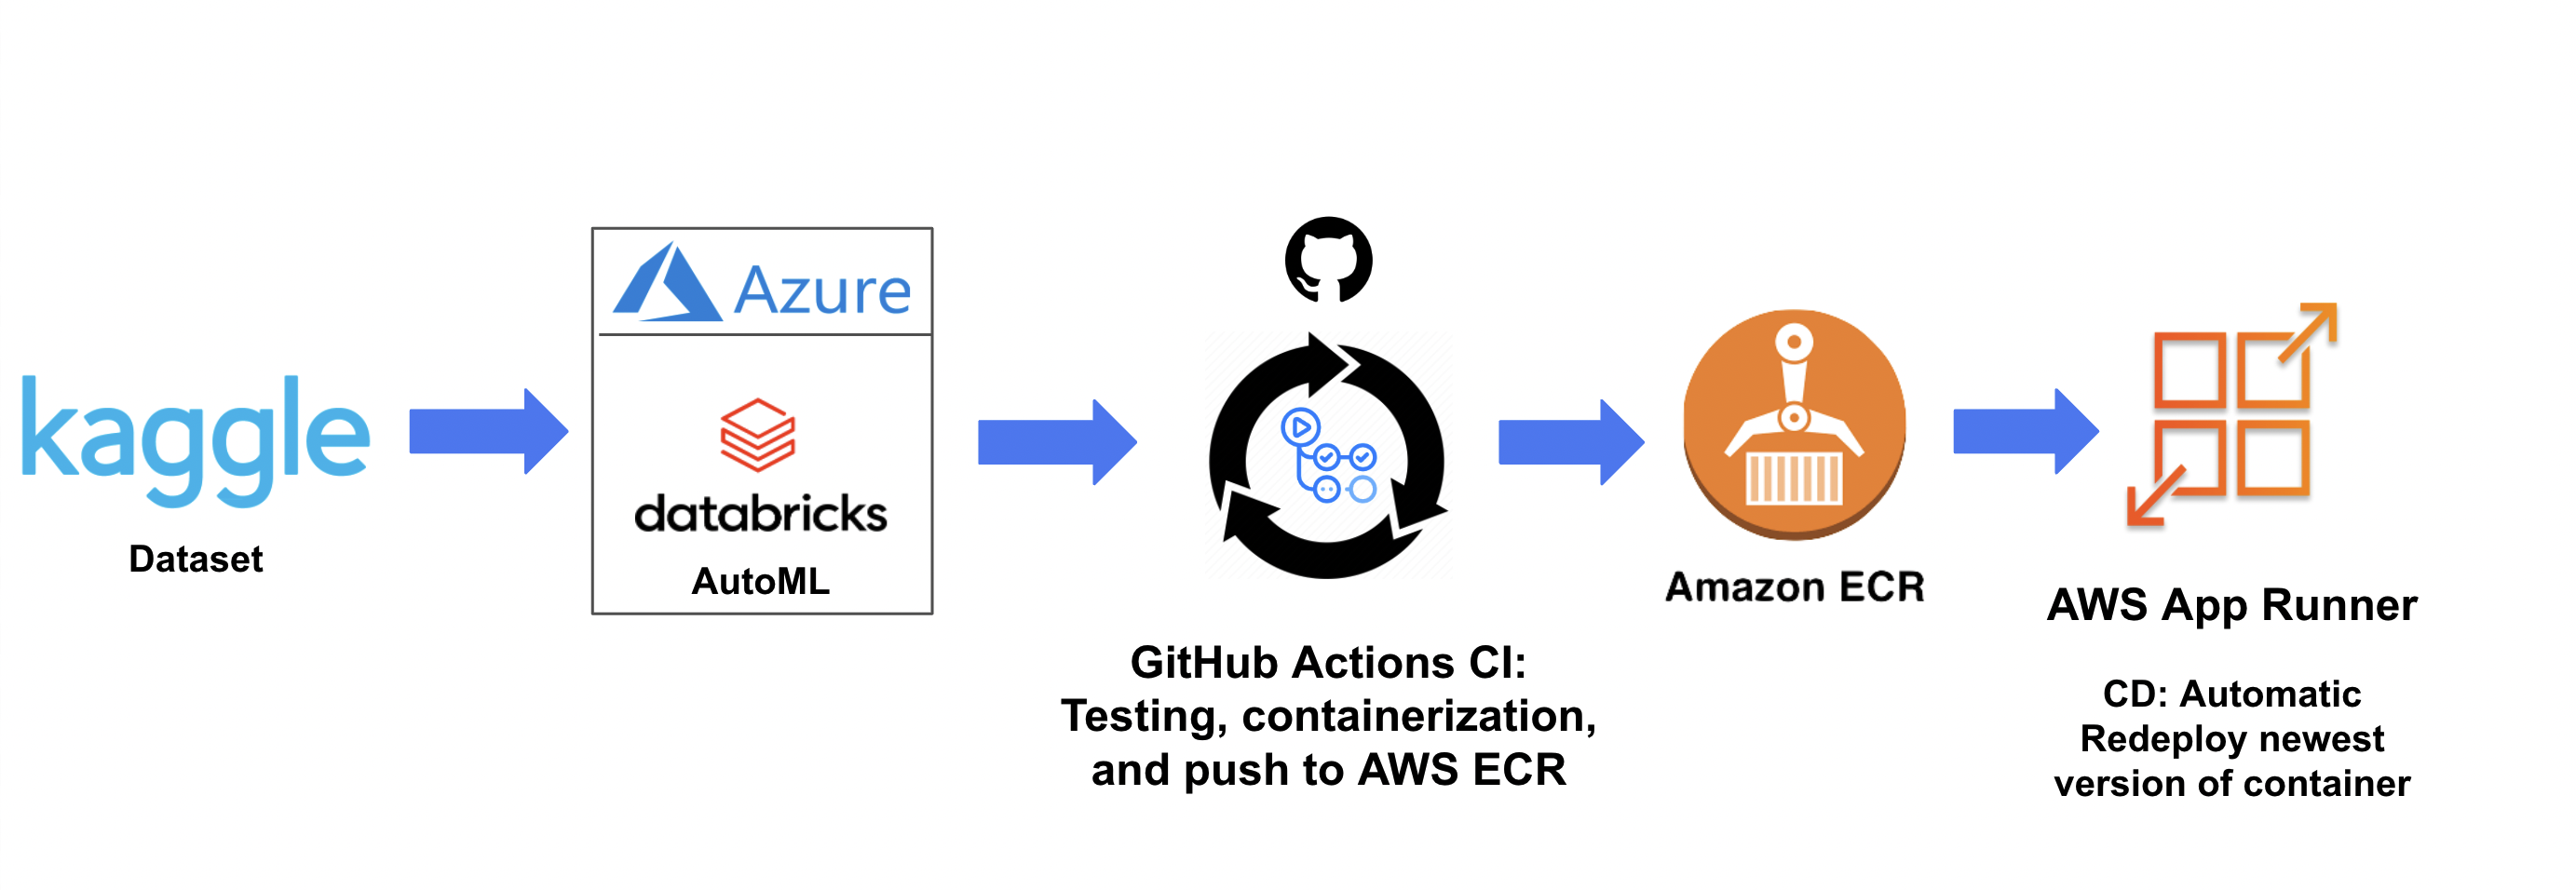 kaggle
Dataset
Azure
databricks
AutoML
GitHub Actions CI:
Testing, containerization,
and push to AWS ECR
Amazon ECR
AWS App Runner
CD: Automatic
Redeploy newest
version of container